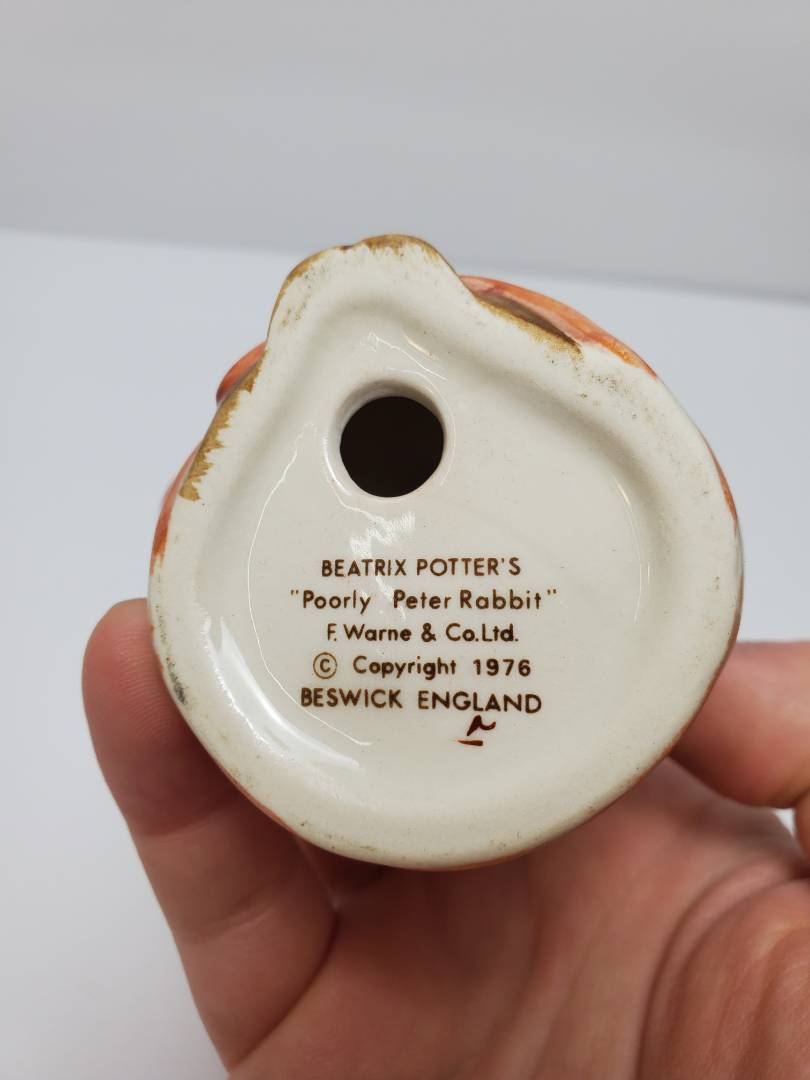 BEATRIX POTTER'S
"Poorly Peter Rabbit"
F. Warne & Co.Ltd.
© Copyright 1976
BESWICK ENGLAND